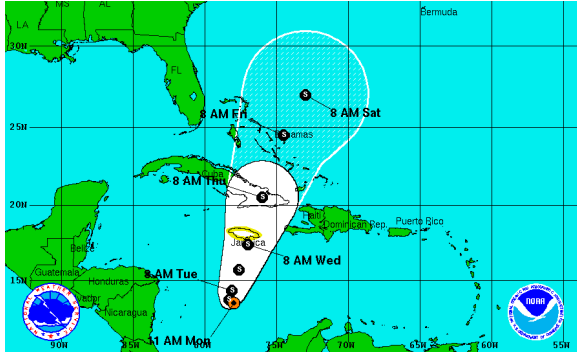 MS
AL
LA
Bermuda
30N
FL
8 AM Sat
8 AM Fri
Bahamas
25N
Cuba
8 AM Thu
20N
Haiti
Dominican Rep.
Puerto Rico
Jamaica
Belize
8 AM Wed
Guatemala
8 AM Tue
Honduras
15N
NOAA
Nicaragua
11 AM Mon
90W
85W
80W
75W
70W
65W
60W
55W
S
S
S
S
S
S
S
S